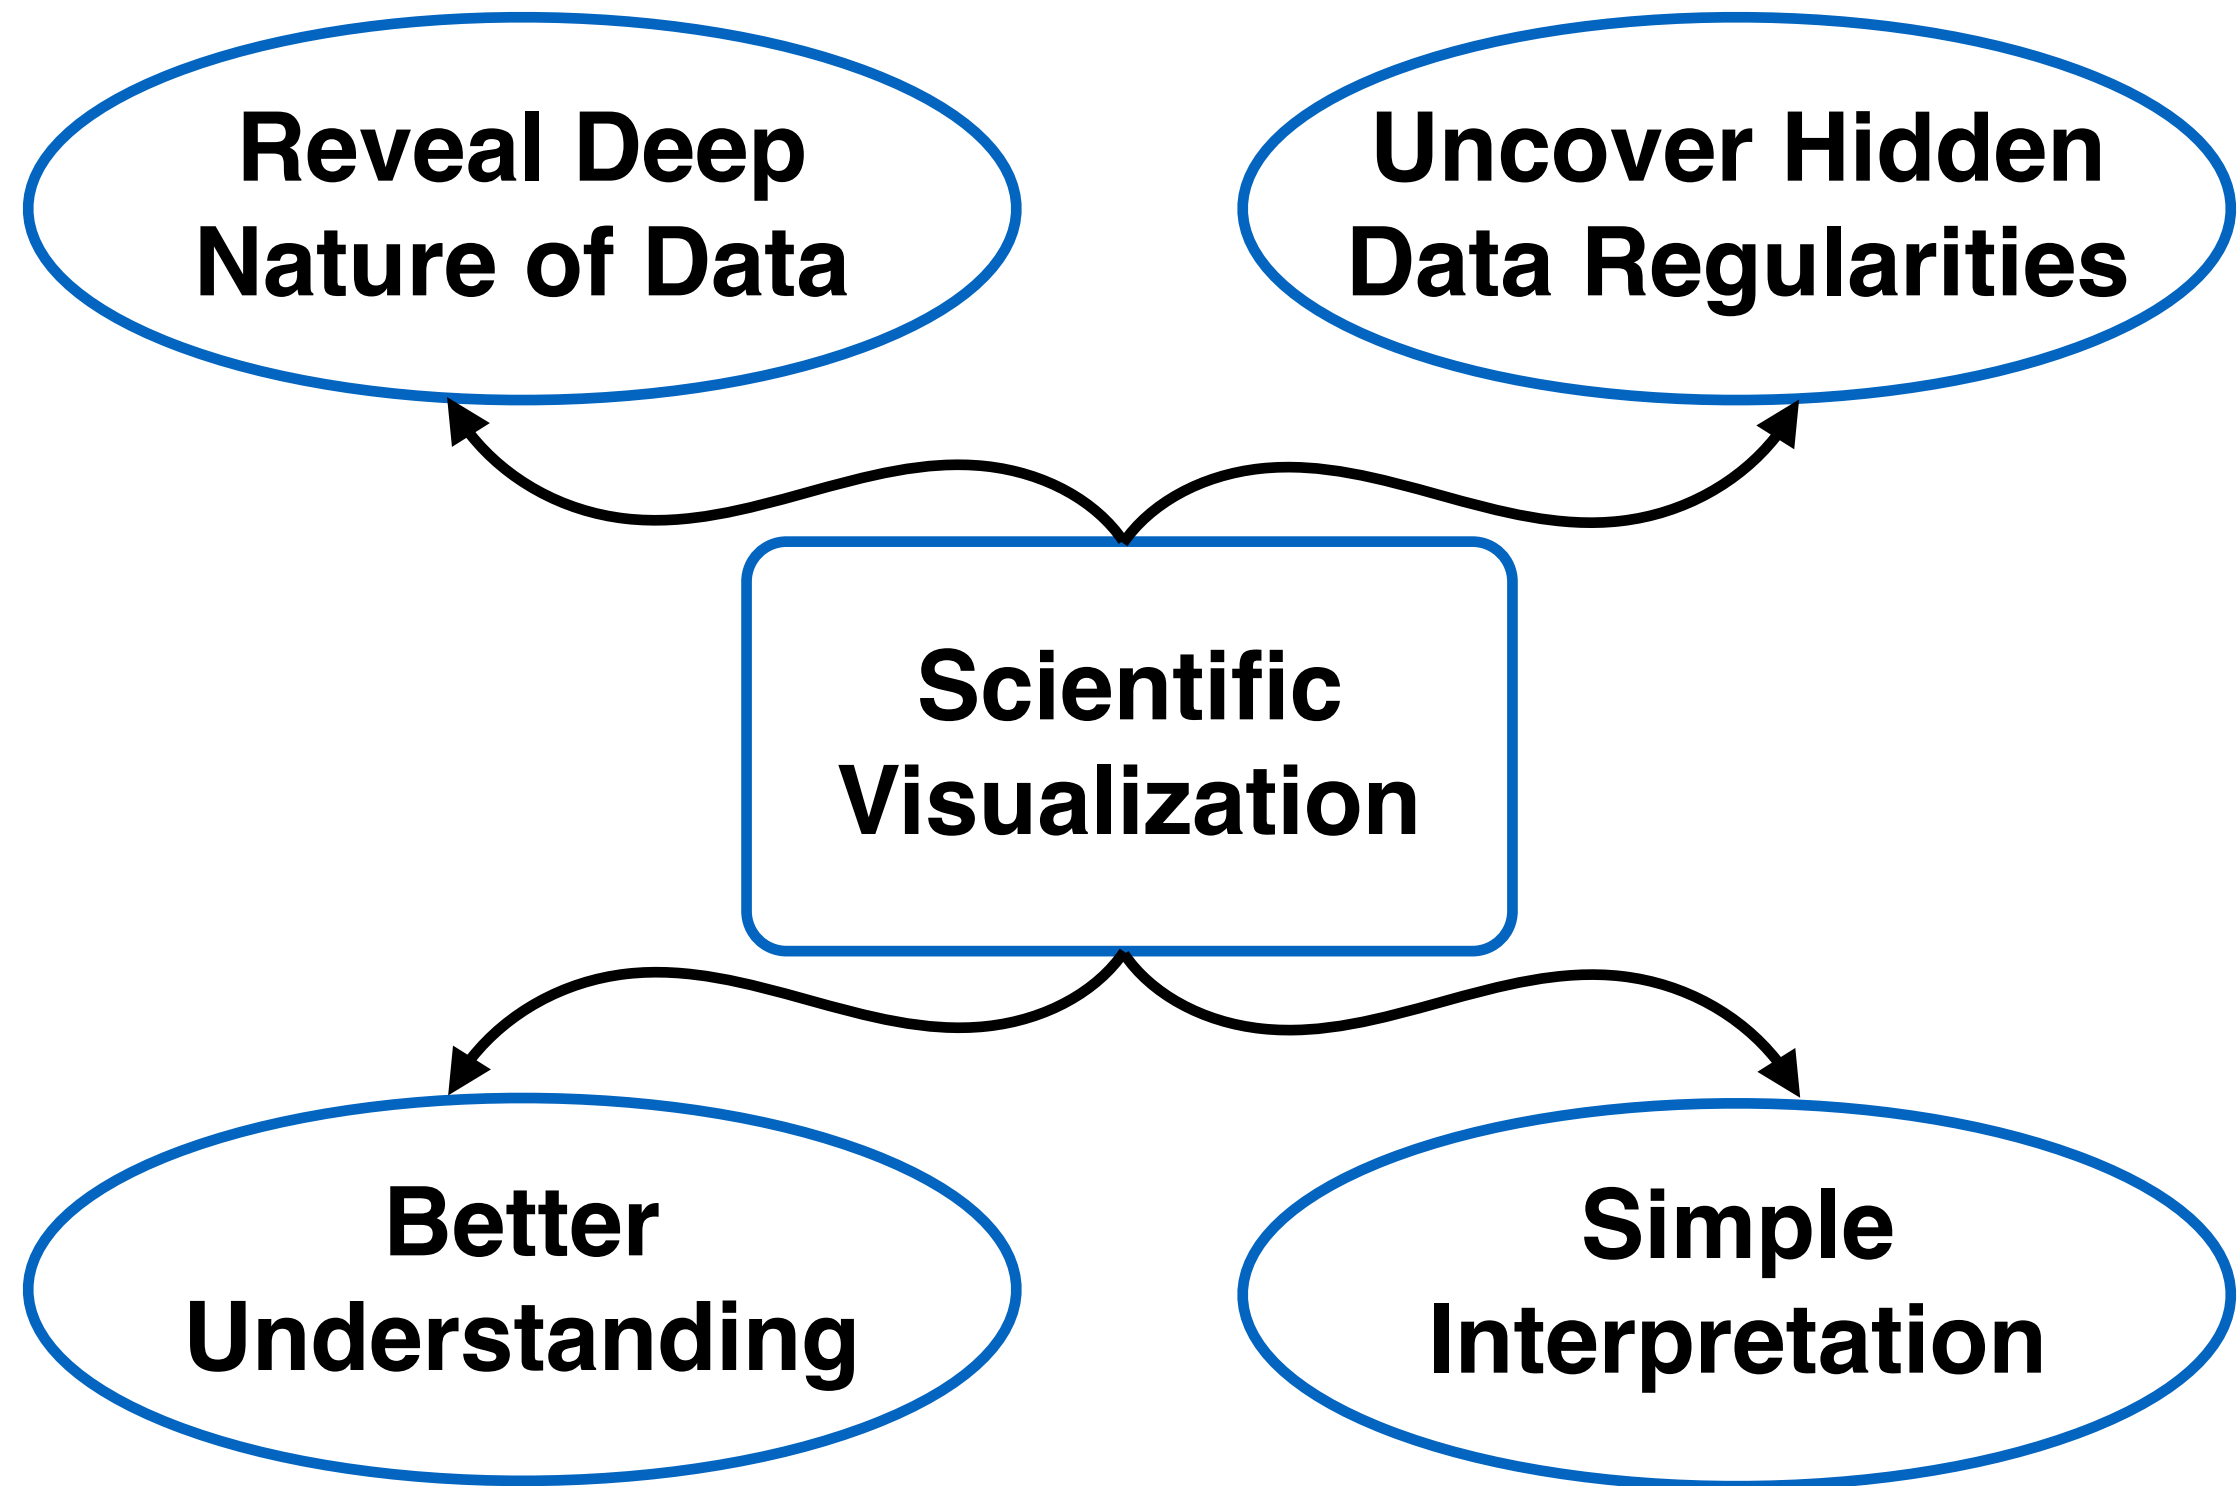 Reveal Deep
Nature of Data
Uncover Hidden
Data Regularities
Scientific
Visualization
Better
Understanding
Simple
Interpretation